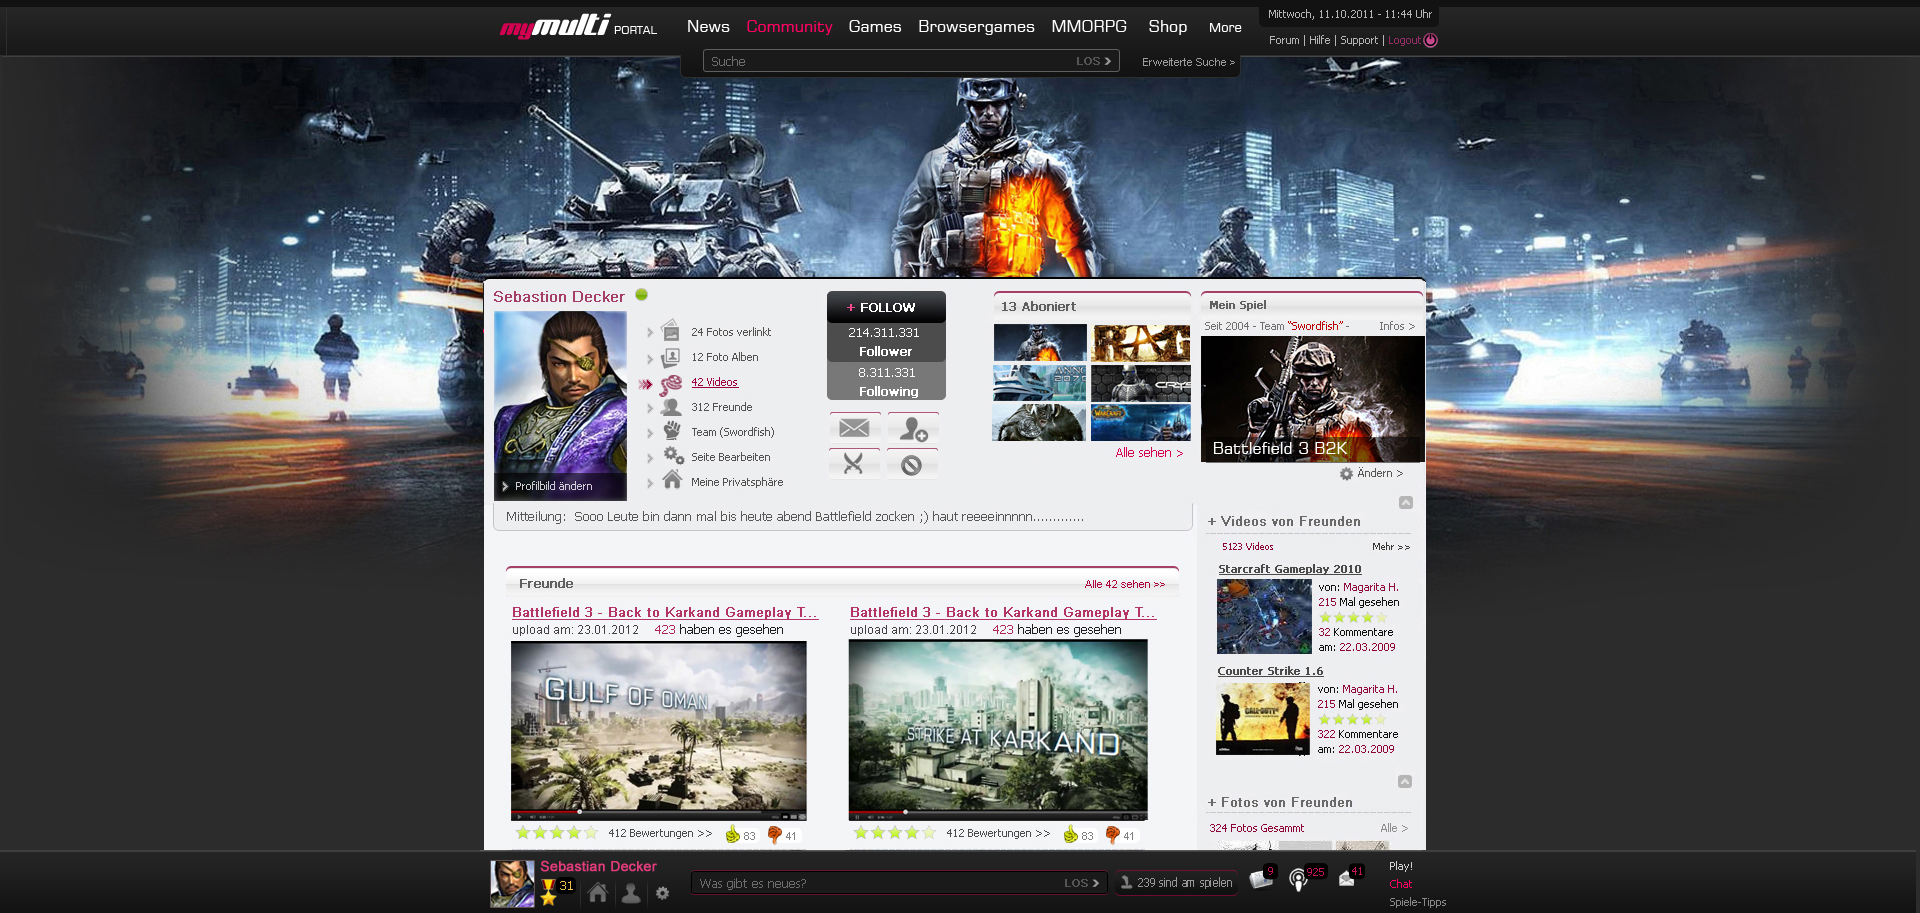 mymulti PORTAL
News Community Games Browsergames MMORPG Shop More
Mittwoch, 11.10.2011 - 11:44 Uhr
Forum | Hilfe | Support | Logout
Suche LOS
Erweiterte Suche >
Sebastion Decker
24 Fotos verlinkt
12 Foto Alben
42 Videos
312 Freunde
Team (Swordfish)
Seite Bearbeiten
Meine Privatsphäre
Profilbild ändern
+ FOLLOW
214.311.331
Follower
8.311.331
Following
13 Aboniert
ANNO
2070
CRYS
WARCRAFT
Alle sehen >
Mein Spiel
Seit 2004 - Team "Swordfish" - Infos >
Battlefield 3 B2K
Ändern >
Mitteilung: Sooo Leute bin dann mal bis heute abend Battlefield zocken ;) haut reeeeinnnnn.............
Freunde
Alle 42 sehen >>
Battlefield 3 - Back to Karkand Gameplay T...
upload am: 23.01.2012 423 haben es gesehen
GULF OF OMAN
412 Bewertungen >> 83 41
Battlefield 3 - Back to Karkand Gameplay T...
upload am: 23.01.2012 423 haben es gesehen
STRIKE AT KARKAND
412 Bewertungen >> 83 41
+ Videos von Freunden
5123 Videos Mehr >>
Starcraft Gameplay 2010
von: Magarita H.
215 Mal gesehen
32 Kommentare
am: 22.03.2009
Counter Strike 1.6
CALL OF DUTY
von: Magarita H.
215 Mal gesehen
322 Kommentare
am: 22.03.2009
+ Fotos von Freunden
324 Fotos Gesammt Alle >
Sebastian Decker
31
Was gibt es neues? LOS
239 sind am spielen
9
925
41
Play!
Chat
Spiele-Tipps